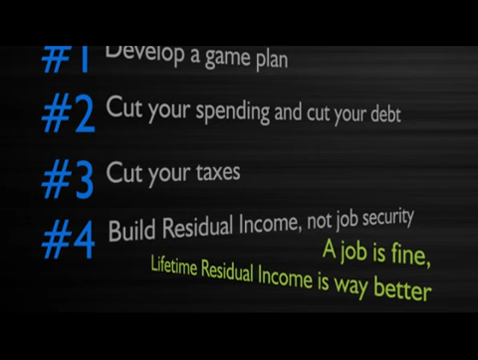 #1 Develop a game plan
#2 Cut your spending and cut your debt
#3 Cut your taxes
#4 Build Residual Income, not job security
A job is fine,
Lifetime Residual Income is way better